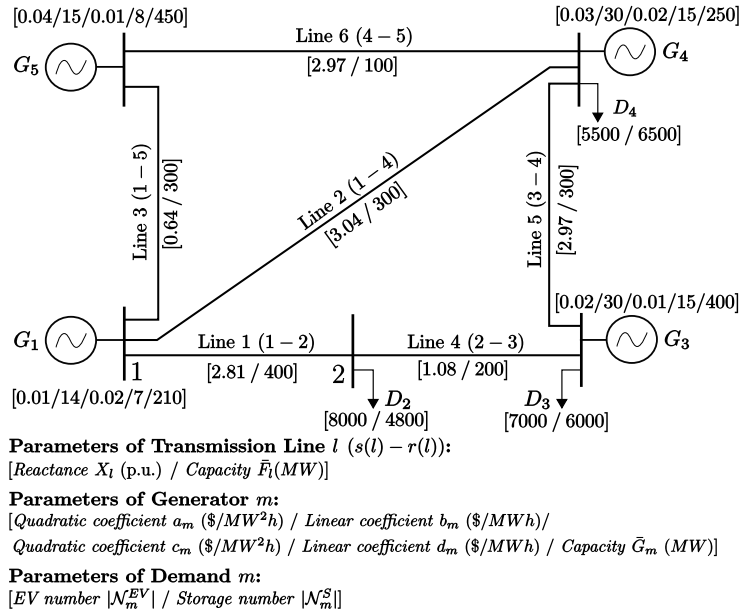 [0.04/15/0.01/8/450]
[0.03/30/0.02/15/250]
Line 6 (4 − 5)
G₅
G₄
[2.97 / 100]
D₄
[5500 / 6500]
Line 3 (1 − 5)
[0.64 / 300]
Line 2 (1 − 4)
[3.04 / 300]
Line 5 (3 − 4)
[2.97 / 300]
[0.02/30/0.01/15/400]
G₁
G₃
Line 1 (1 − 2)
Line 4 (2 − 3)
1
[2.81 / 400]
2
[1.08 / 200]
[0.01/14/0.02/7/210]
D₂
D₃
[8000 / 4800]
[7000 / 6000]
Parameters of Transmission Line l (s(l) − r(l)):
[Reactance Xₗ (p.u.) / Capacity F̄ₗ(MW)]
Parameters of Generator m:
[Quadratic coefficient aₘ ($/MW²h) / Linear coefficient bₘ ($/MWh)/
Quadratic coefficient cₘ ($/MW²h) / Linear coefficient dₘ ($/MWh) / Capacity Ḡₘ (MW)]
Parameters of Demand m:
[EV number |𝒩ₘᴱⱽ| / Storage number |𝒩ₘˢ|]